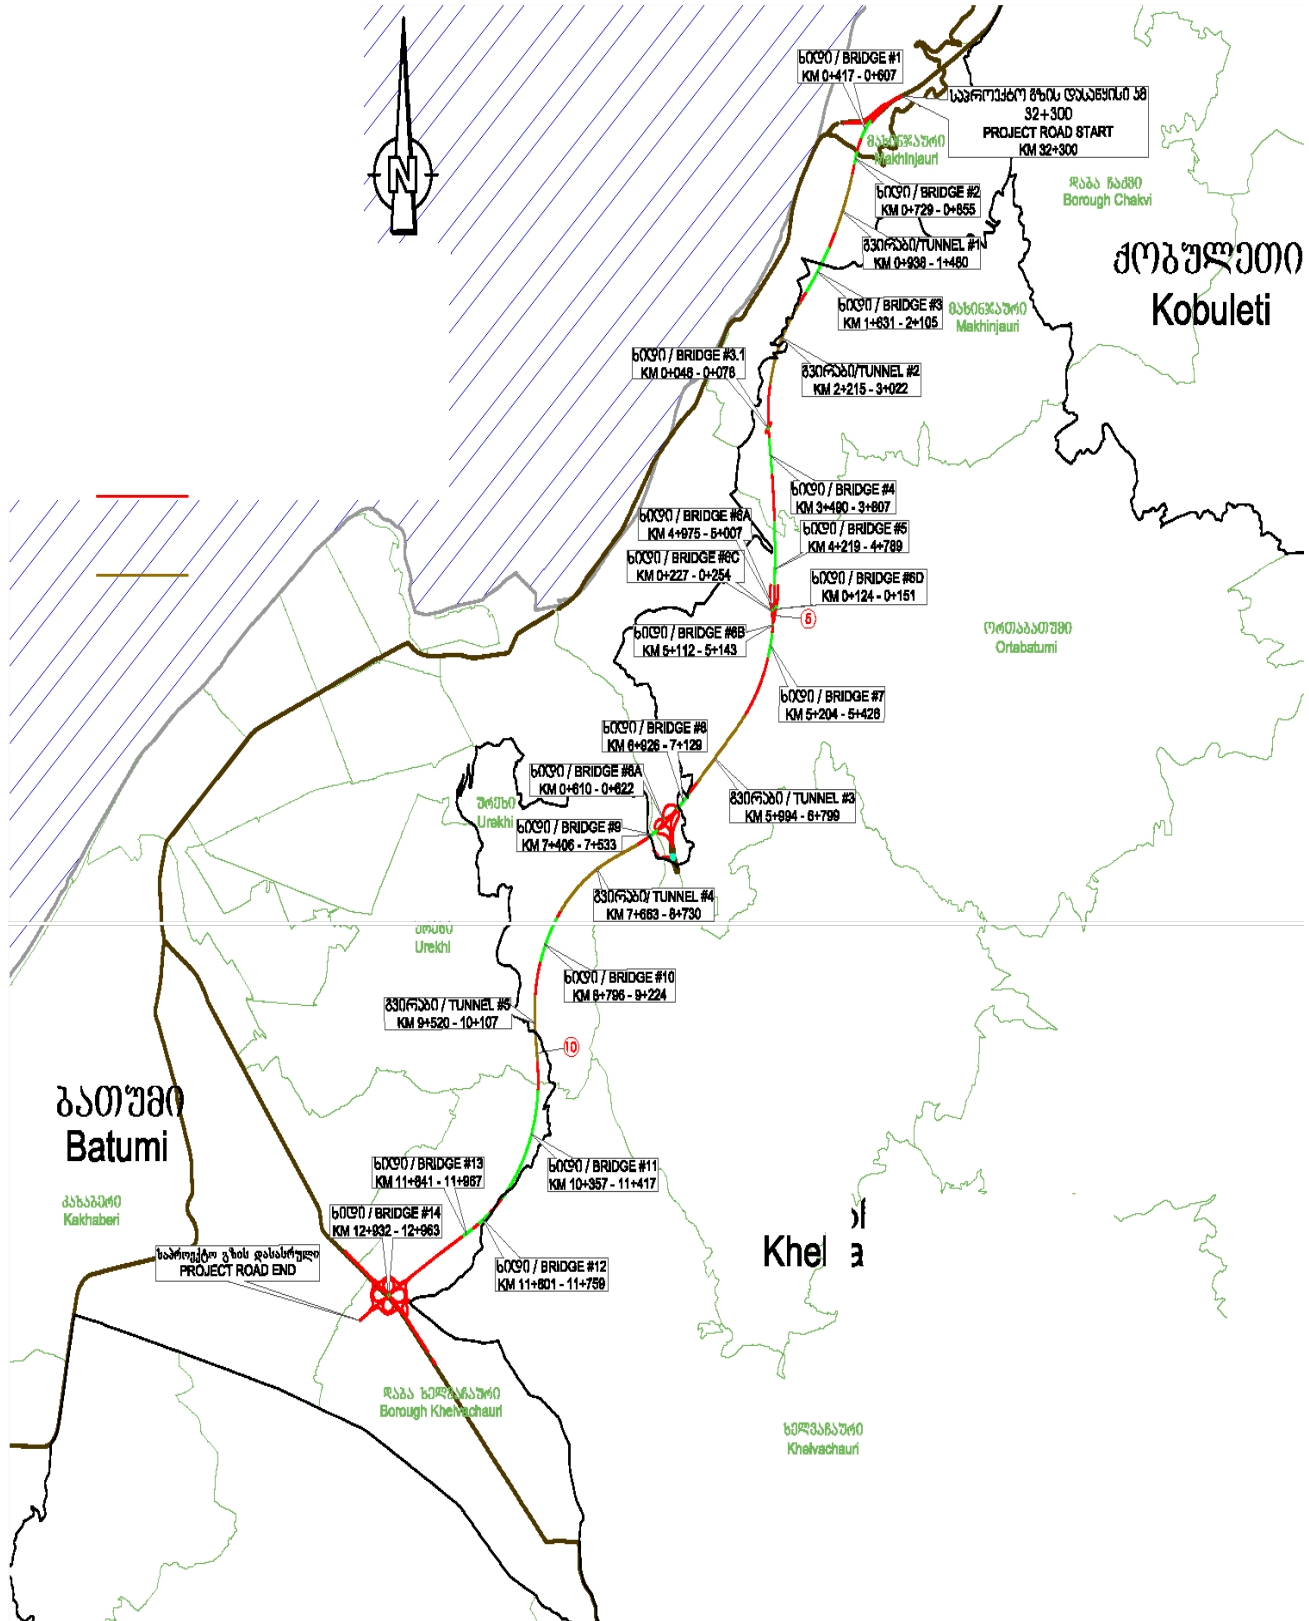 ხიდი / BRIDGE #1
KM 0+417 - 0+607
საპროექტო გზის დასაწყისი კმ
32+300
PROJECT ROAD START
KM 32+300
მახინჯაური
Makhinjauri
N
ხიდი / BRIDGE #2
KM 0+729 - 0+855
დაბა ჩაქვი
Borough Chakvi
გვირაბი/TUNNEL #1
KM 0+938 - 1+480
ქობულეთი
Kobuleti
ხიდი / BRIDGE #3
KM 1+631 - 2+105
მახინჯაური
Makhinjauri
ხიდი / BRIDGE #3.1
KM 0+046 - 0+078
გვირაბი/TUNNEL #2
KM 2+215 - 3+022
ხიდი / BRIDGE #4
KM 3+490 - 3+807
ხიდი / BRIDGE #6A
KM 4+975 - 5+007
ხიდი / BRIDGE #5
KM 4+219 - 4+789
ხიდი / BRIDGE #6C
KM 0+227 - 0+254
ხიდი / BRIDGE #6D
KM 0+124 - 0+151
ხიდი / BRIDGE #6B
KM 5+112 - 5+143
ორთაბათუმი
Ortabatumi
ხიდი / BRIDGE #7
KM 5+204 - 5+426
ხიდი / BRIDGE #8
KM 6+926 - 7+129
ხიდი / BRIDGE #8A
KM 0+610 - 0+622
გვირაბი / TUNNEL #3
KM 5+994 - 6+799
ურეხი
Urekhi
ხიდი / BRIDGE #9
KM 7+406 - 7+533
გვირაბი/ TUNNEL #4
KM 7+663 - 8+730
ურეხი
Urekhi
ხიდი / BRIDGE #10
KM 8+796 - 9+224
გვირაბი / TUNNEL #5
KM 9+520 - 10+107
10
ბათუმი
Batumi
ხიდი / BRIDGE #13
KM 11+841 - 11+967
ხიდი / BRIDGE #11
KM 10+357 - 11+417
კახაბერი
Kakhaberi
ხიდი / BRIDGE #14
KM 12+932 - 12+963
საპროექტო გზის დასასრული
PROJECT ROAD END
ხიდი / BRIDGE #12
KM 11+601 - 11+759
დაბა ხელვაჩაური
Borough Khelvachauri
ხელვაჩაური
Khelvachauri